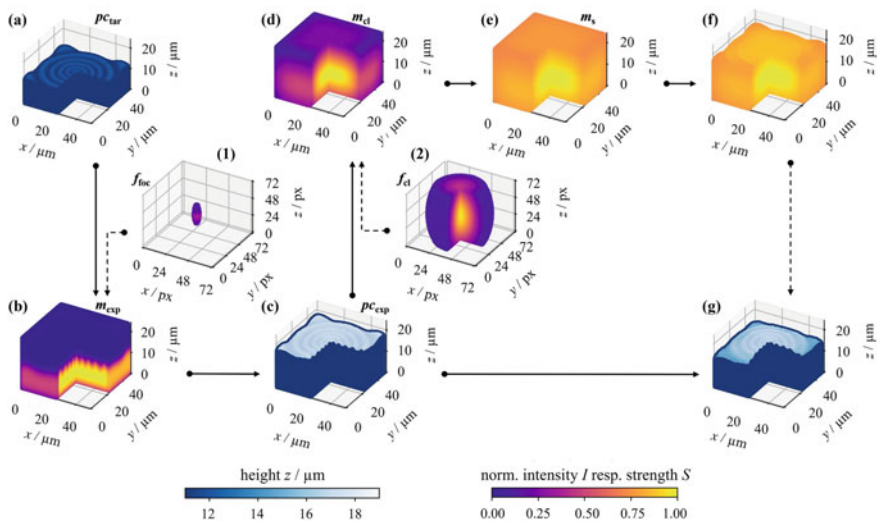 (a) pc_tar
z / μm
20
10
0
0
20
40
x / μm
0
20
40
y / μm
(d) m_cl
z / μm
20
10
0
0
20
40
x / μm
0
20
40
y / μm
(e) m_s
z / μm
20
10
0
0
20
40
x / μm
0
20
40
y / μm
(f)
z / μm
20
10
0
0
20
40
x / μm
0
20
40
y / μm
(1)
f_foc
z / px
72
48
24
0
0
24
48
72
x / px
0
24
48
72
y / px
(2)
f_cl
z / px
72
48
24
0
0
24
48
72
x / px
0
24
48
72
y / px
(b) m_exp
z / μm
20
10
0
0
20
40
x / μm
0
20
40
y / μm
(c) pc_exp
z / μm
20
10
0
0
20
40
x / μm
0
20
40
y / μm
(g)
z / μm
20
10
0
0
20
40
x / μm
0
20
40
y / μm
height z / μm
12 14 16 18
norm. intensity I resp. strength S
0.00 0.25 0.50 0.75 1.00